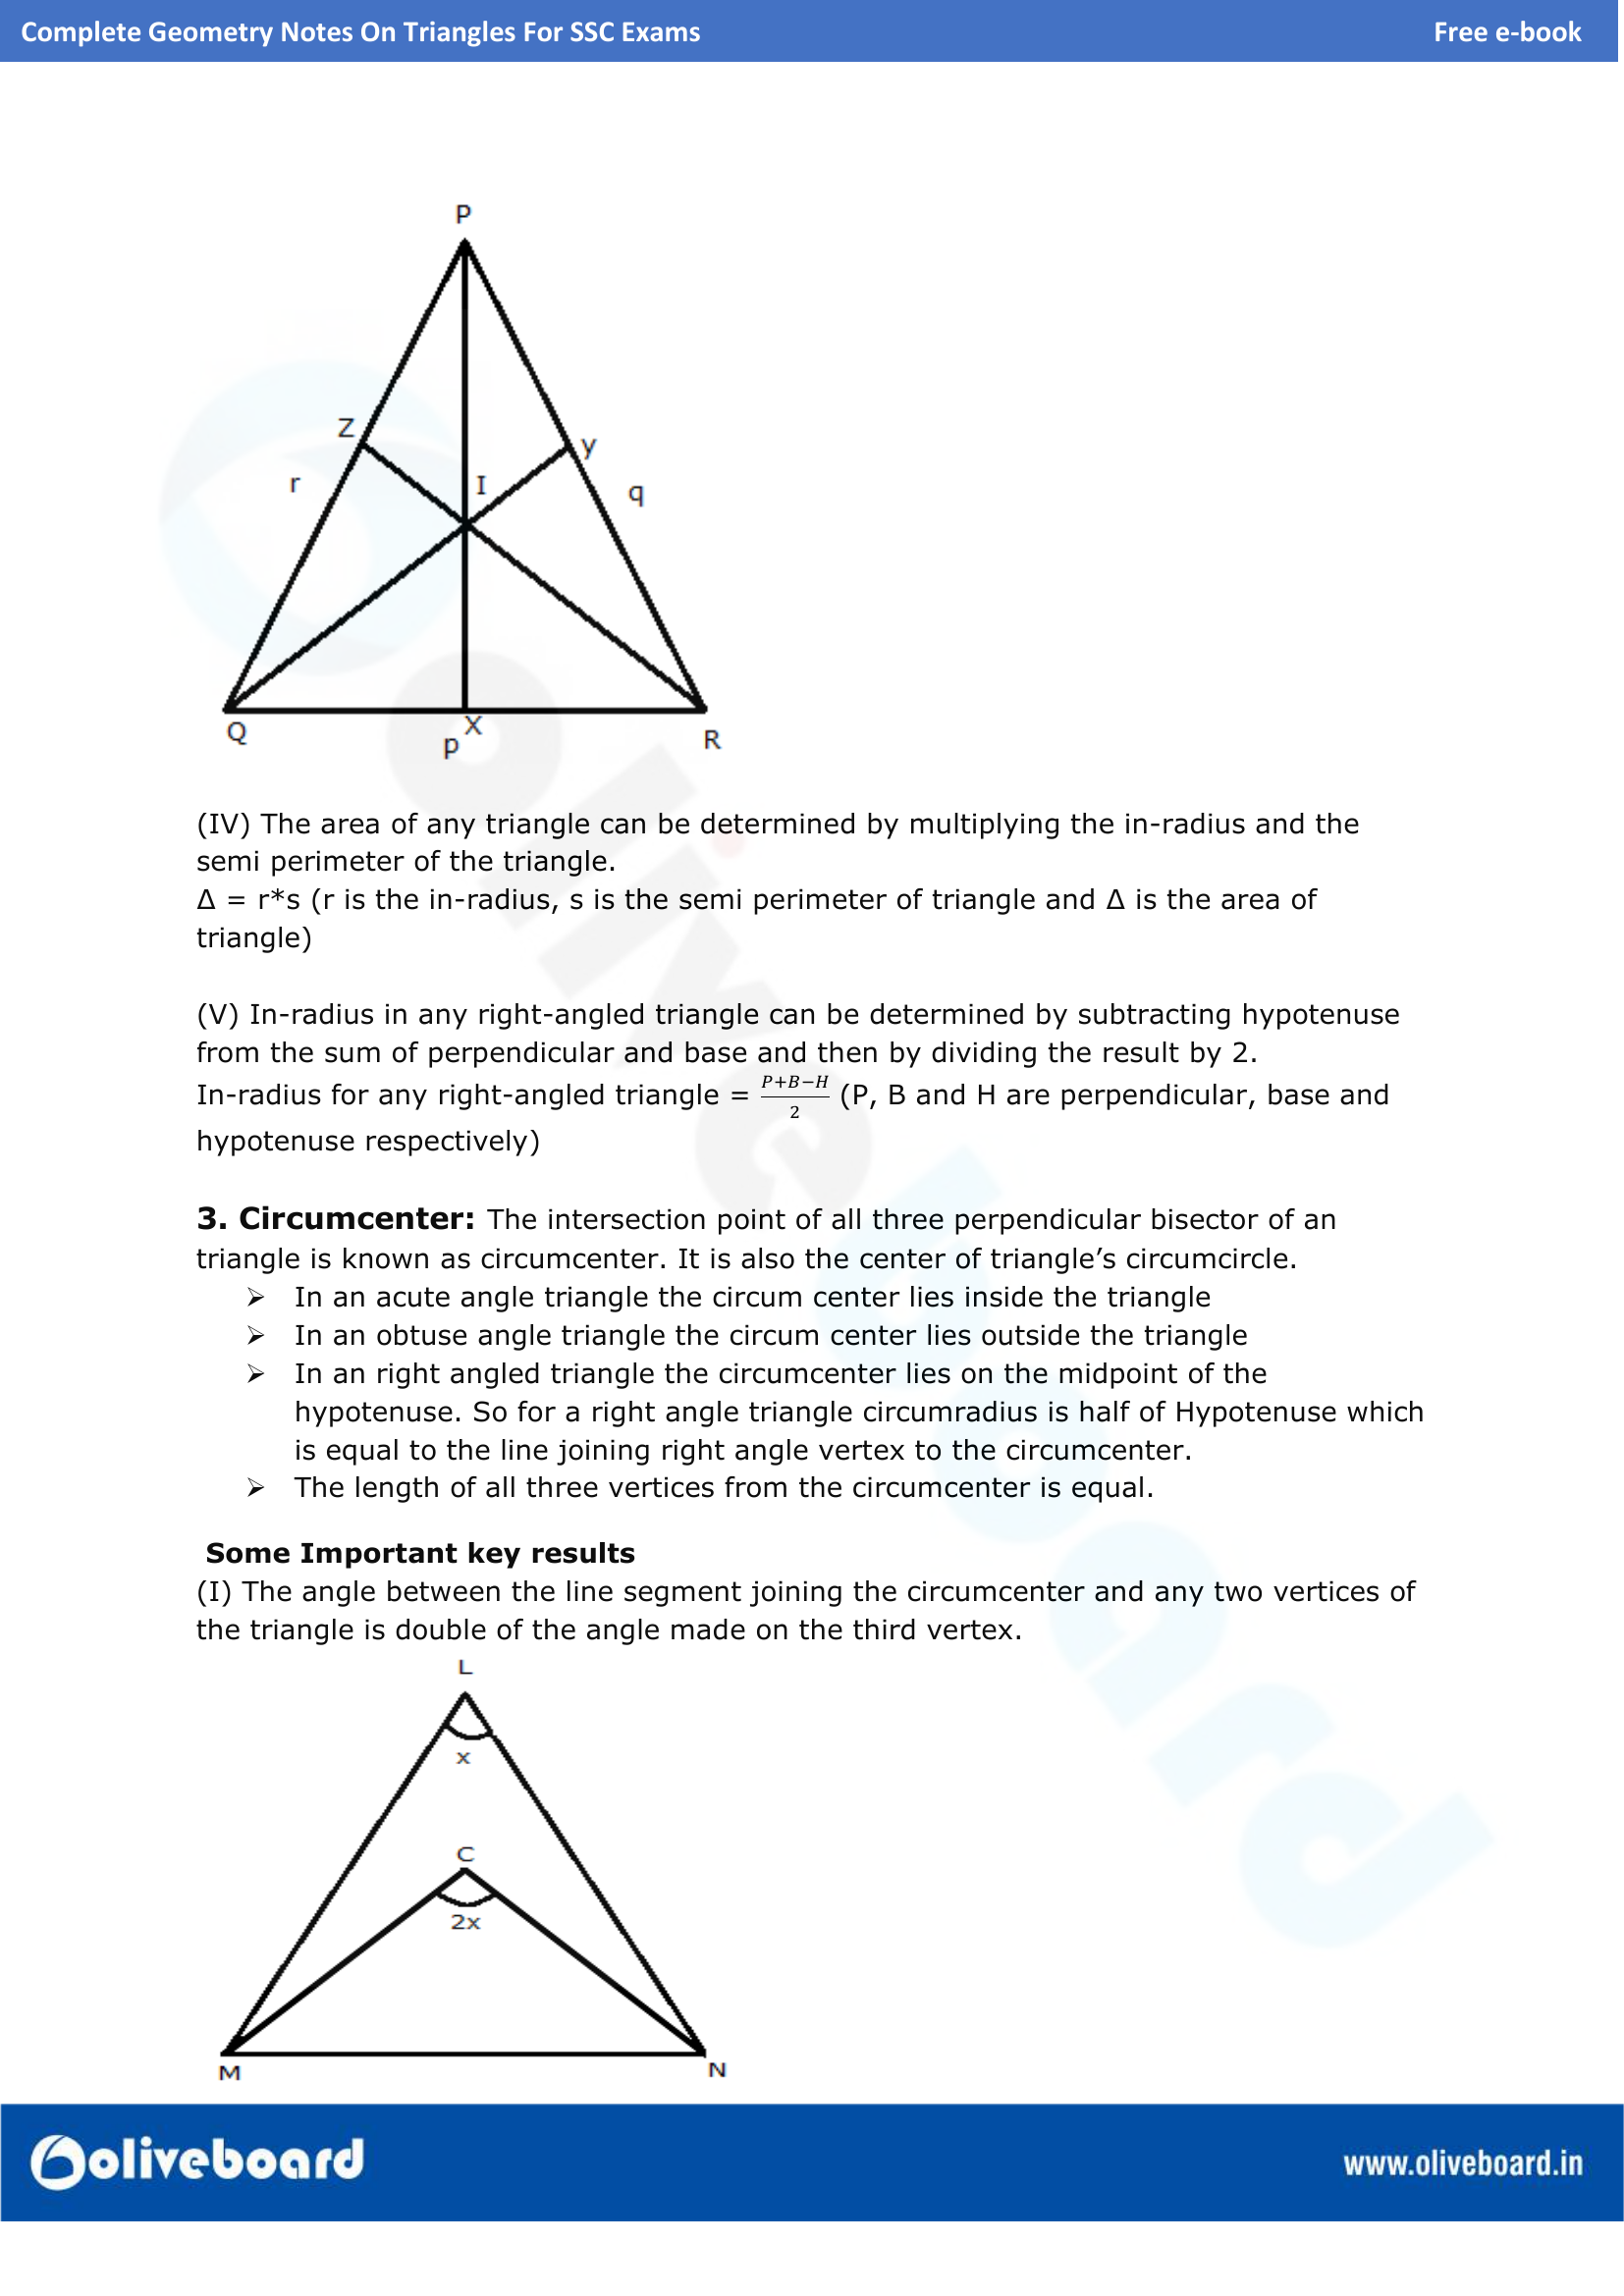 Complete Geometry Notes On Triangles For SSC Exams Free e-book
P
Z
y
r
I
q
Q
X
p
R
(IV) The area of any triangle can be determined by multiplying the in-radius and the
semi perimeter of the triangle.
Δ = r*s (r is the in-radius, s is the semi perimeter of triangle and Δ is the area of
triangle)
(V) In-radius in any right-angled triangle can be determined by subtracting hypotenuse
from the sum of perpendicular and base and then by dividing the result by 2.
In-radius for any right-angled triangle = \frac{P+B−H}{2} (P, B and H are perpendicular, base and
hypotenuse respectively)
3. Circumcenter: The intersection point of all three perpendicular bisector of an
triangle is known as circumcenter. It is also the center of triangle’s circumcircle.
➢ In an acute angle triangle the circum center lies inside the triangle
➢ In an obtuse angle triangle the circum center lies outside the triangle
➢ In an right angled triangle the circumcenter lies on the midpoint of the
hypotenuse. So for a right angle triangle circumradius is half of Hypotenuse which
is equal to the line joining right angle vertex to the circumcenter.
➢ The length of all three vertices from the circumcenter is equal.
Some Important key results
(I) The angle between the line segment joining the circumcenter and any two vertices of
the triangle is double of the angle made on the third vertex.
L
x
C
2x
M
N
oliveboard
oliveboard www.oliveboard.in